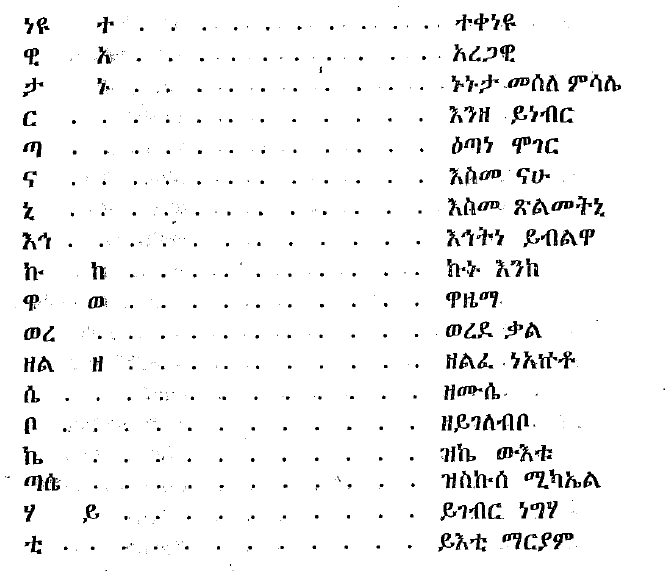 ነዩ ተ . . . . . . . . . . . . ተቀነዩ
ዊ አ . . . . . . . . . . . . አረጋዊ
ታ ኑ . . . . . . . . . . . . ኑኑታ መሰለ ምሳሌ
ር . . . . . . . . . . . . . እንዘ ይነብር
ጣ . . . . . . . . . . . . . ዕጣነ ሞገር
ና . . . . . . . . . . . . . እስመ ናሁ
ኒ . . . . . . . . . . . . . እስመ ጽልመትኒ
እኅ . . . . . . . . . . . . . እኅትነ ይብልዋ
ኩ ከ . . . . . . . . . . . ኩኑ እንከ
ዋ ወ . . . . . . . . . . . ዋዜማ
ወረ . . . . . . . . . . . . ወረደ ቃል
ዘል ዘ . . . . . . . . . . . ዘልፈ ነአኵቶ
ሴ . . . . . . . . . . . . . ዘሙሴ
ቦ . . . . . . . . . . . . . ዘይገለብቦ
ኬ . . . . . . . . . . . . ዝኬ ውእቱ
ጣሴ . . . . . . . . . . . . ዝስኩሰ ሚካኤል
ሃ ይ . . . . . . . . . . . ይገብር ነግሃ
ቲ . . . . . . . . . . . . . ይእቲ ማርያም